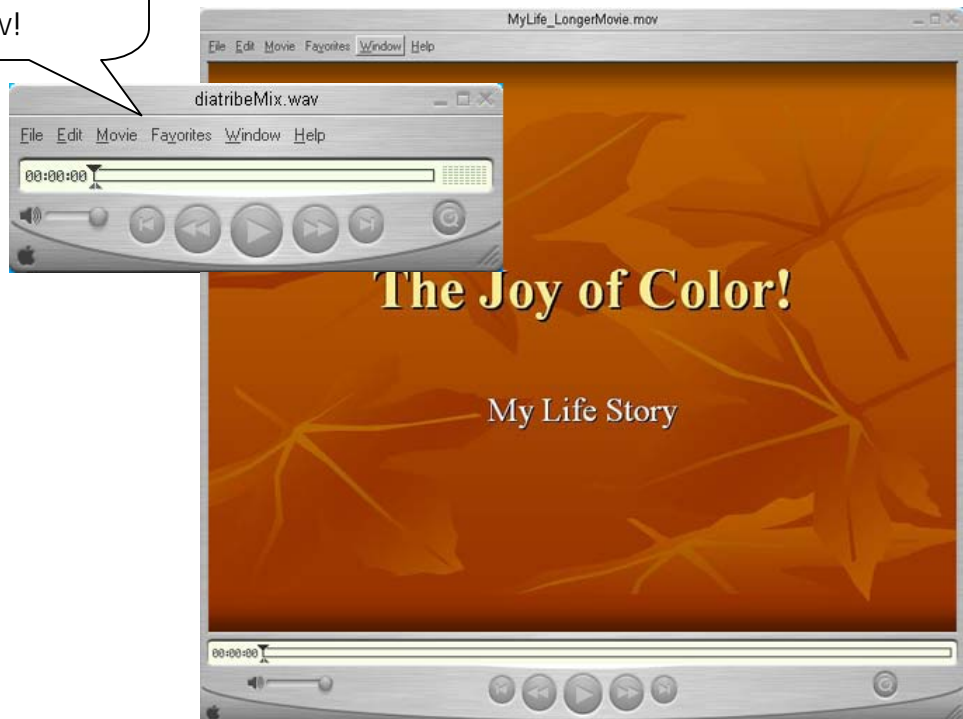 MyLife_LongerMovie.mov
File Edit Movie Favorites Window Help
diatribeMix.wav
File Edit Movie Favorites Window Help
00:00:00
The Joy of Color!
My Life Story
00:00:00